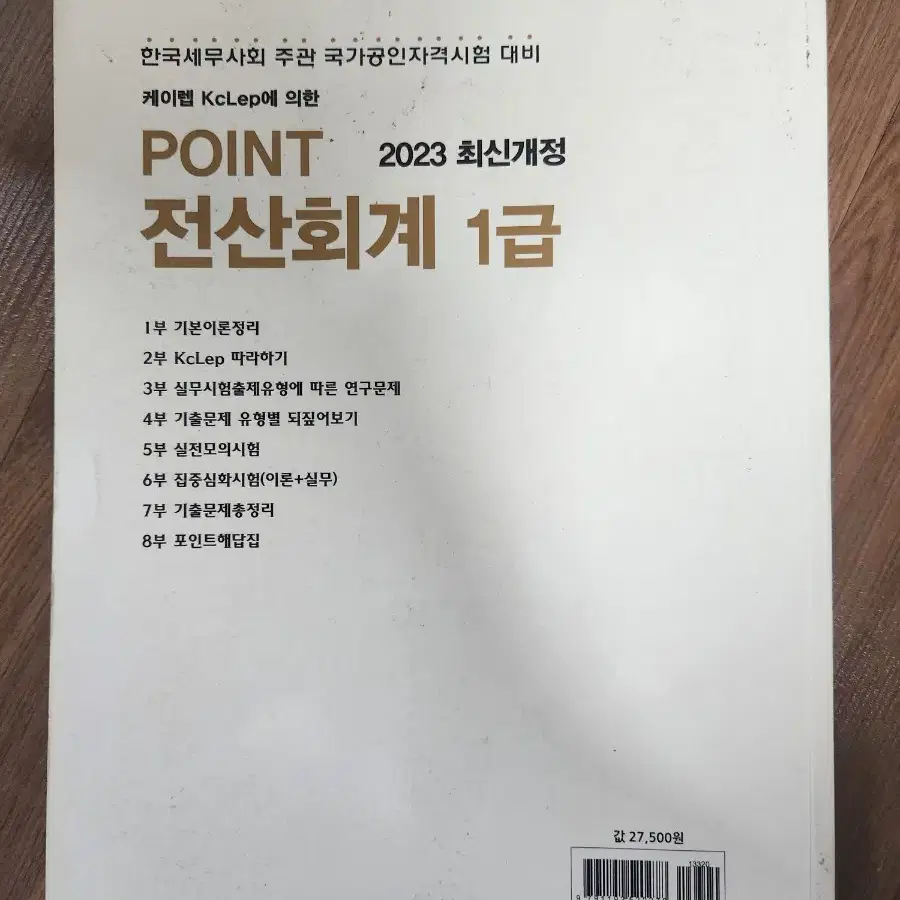 한국세무사회 주관 국가공인자격시험 대비
케이렙 KcLep에 의한
POINT 2023 최신개정
전산회계 1급
1부 기본이론정리
2부 KcLep 따라하기
3부 실무시험출제유형에 따른 연구문제
4부 기출문제 유형별 되짚어보기
5부 실전모의시험
6부 집중심화시험(이론+실무)
7부 기출문제총정리
8부 포인트해답집
값 27,500원
13320